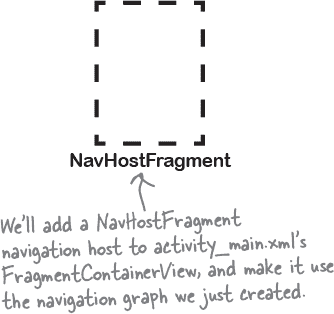 NavHostFragment
We'll add a NavHostFragment
navigation host to activity_main.xml's
FragmentContainerView, and make it use
the navigation graph we just created.